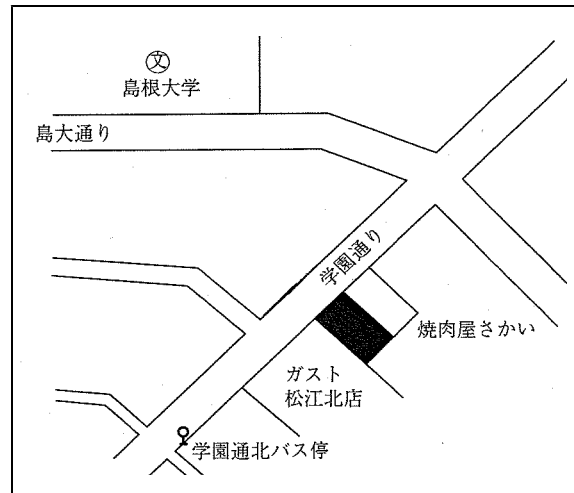 文
島根大学
島大通り
学園通り
焼肉屋さかい
ガスト
松江北店
学園通北バス停